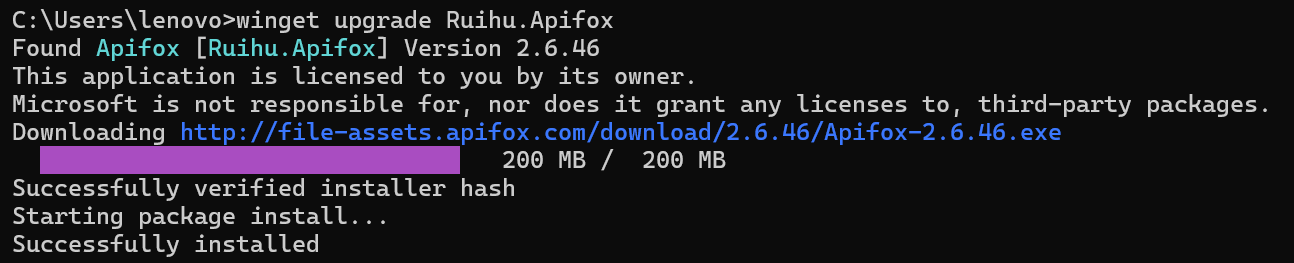 C:\Users\lenovo>winget upgrade Ruihu.Apifox
Found Apifox [Ruihu.Apifox] Version 2.6.46
This application is licensed to you by its owner.
Microsoft is not responsible for, nor does it grant any licenses to, third-party packages.
Downloading http://file-assets.apifox.com/download/2.6.46/Apifox-2.6.46.exe
200 MB /  200 MB
Successfully verified installer hash
Starting package install...
Successfully installed